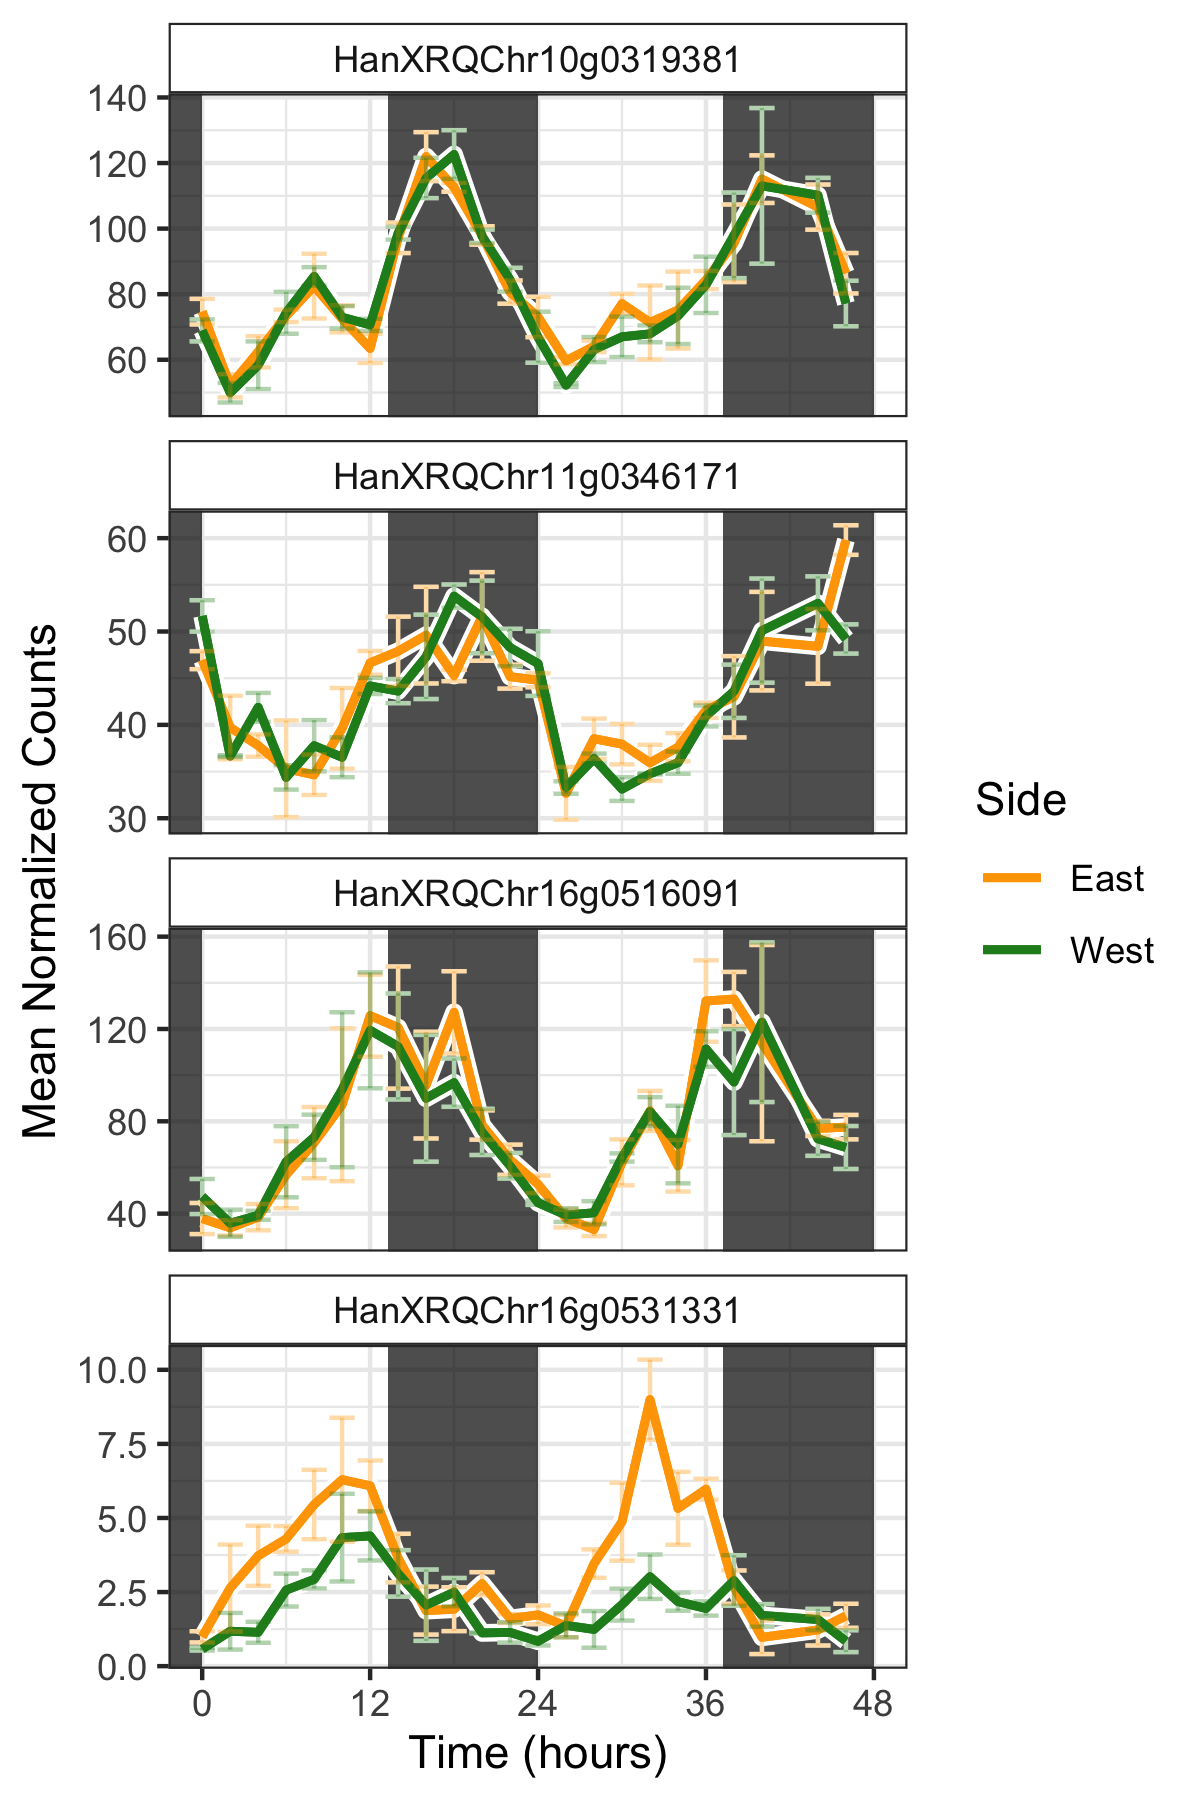 HanXRQChr10g0319381
140
120
100
80
60
HanXRQChr11g0346171
60
50
40
30
HanXRQChr16g0516091
160
120
80
40
HanXRQChr16g0531331
10.0
7.5
5.0
2.5
0.0
0 12 24 36 48
Time (hours)
Mean Normalized Counts
Side
East
West